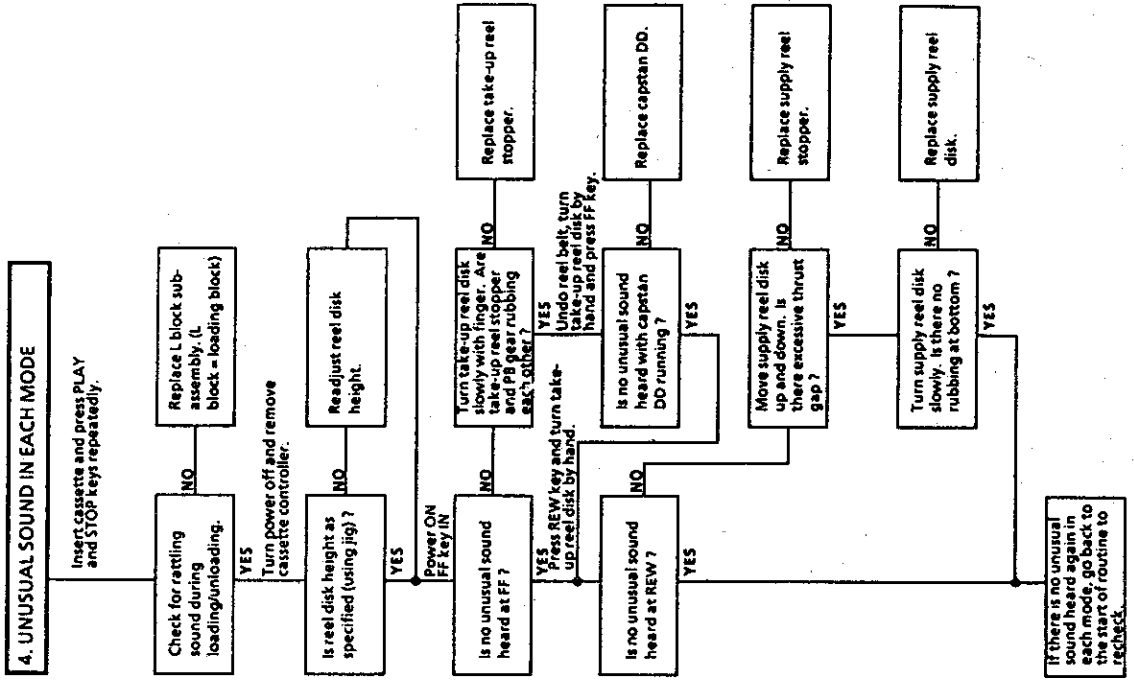 4. UNUSUAL SOUND IN EACH MODE
Insert cassette and press PLAY
and STOP keys repeatedly.
Check for rattling
sound during
loading/unloading.
NO
Replace L block sub-
assembly. (L
block = loading block)
YES
Turn power off and remove
cassette controller.
Is reel disk height as
specified (using jig) ?
NO
Readjust reel disk
height.
YES
Power ON
FF key IN
Is no unusual sound
heard at FF ?
NO
Turn take-up reel disk
slowly with finger. Are
take-up reel stopper
and PB gear rubbing
each other ?
NO
Replace take-up reel
stopper.
YES
Undo reel belt, turn
take-up reel disk by
hand and press FF key.
Is no unusual sound
heard with capstan
DD running ?
NO
Replace capstan DD.
YES
YES
Press REW key and turn take-
up reel disk by hand.
Is no unusual sound
heard at REW ?
NO
Move supply reel disk
up and down. Is
there excessive thrust
gap ?
NO
Replace supply reel
stopper.
YES
Turn supply reel disk
slowly. Is there no
rubbing at bottom ?
NO
Replace supply reel
disk.
YES
YES
If there is no unusual
sound heard again in
each mode, go back to
the start of routine to
recheck.